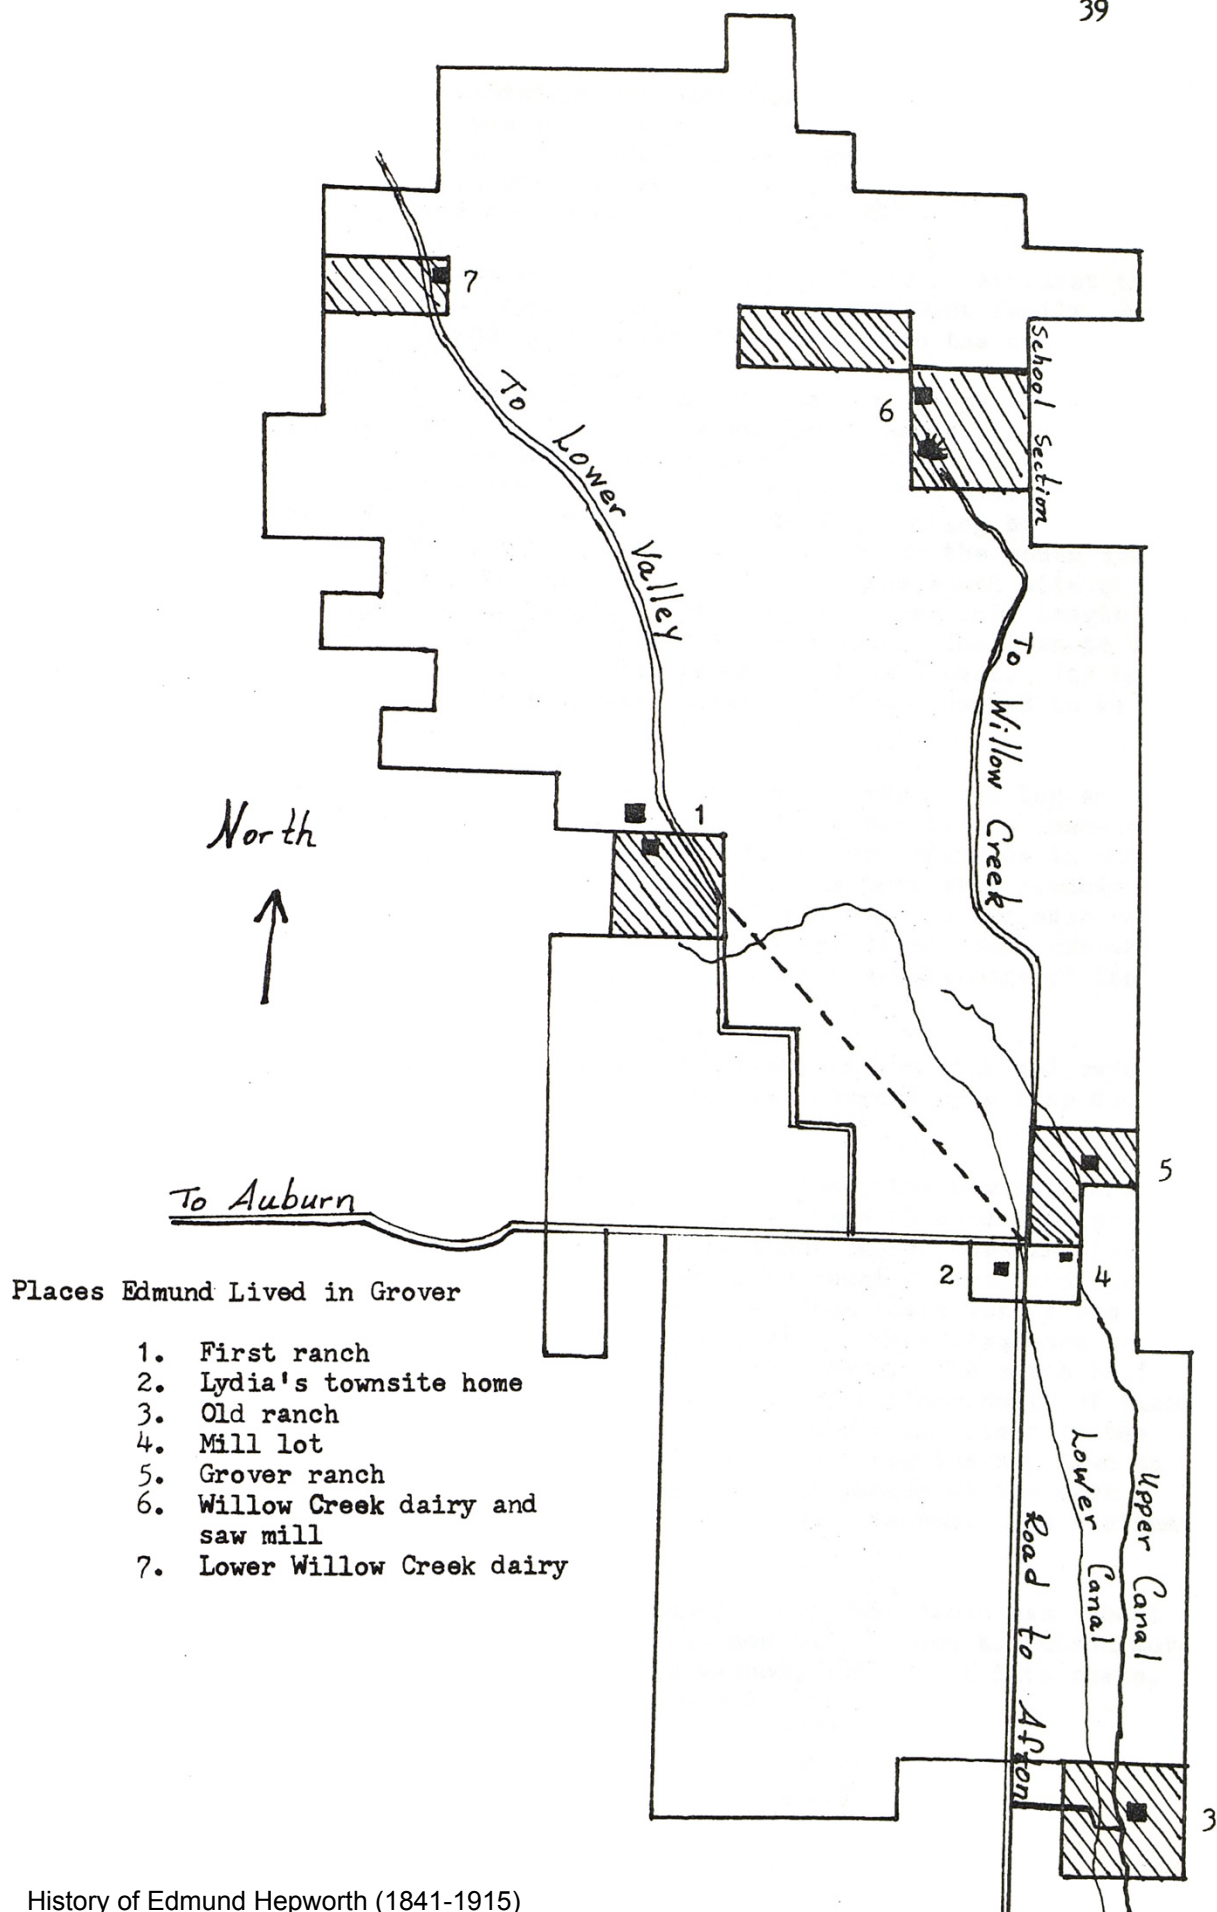 39
7
School Section
6
To Lower Valley
To Willow Creek
North
1
To Auburn
5
2
4
Places Edmund Lived in Grover
1. First ranch
2. Lydia's townsite home
3. Old ranch
4. Mill lot
5. Grover ranch
6. Willow Creek dairy and
saw mill
7. Lower Willow Creek dairy
Lower Canal
Upper Canal
Road to Afton
3
History of Edmund Hepworth (1841-1915)